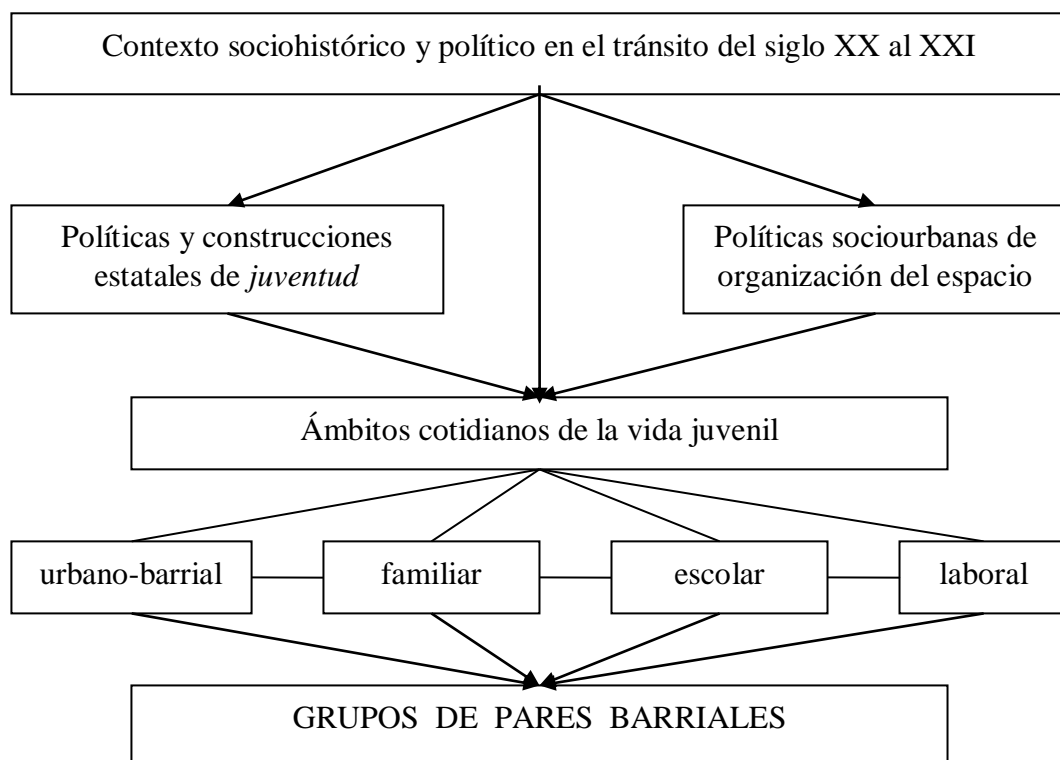 Contexto sociohistórico y político en el tránsito del siglo XX al XXI
Políticas y construcciones
estatales de juventud
Políticas sociourbanas de
organización del espacio
Ámbitos cotidianos de la vida juvenil
urbano-barrial
familiar
escolar
laboral
GRUPOS DE PARES BARRIALES